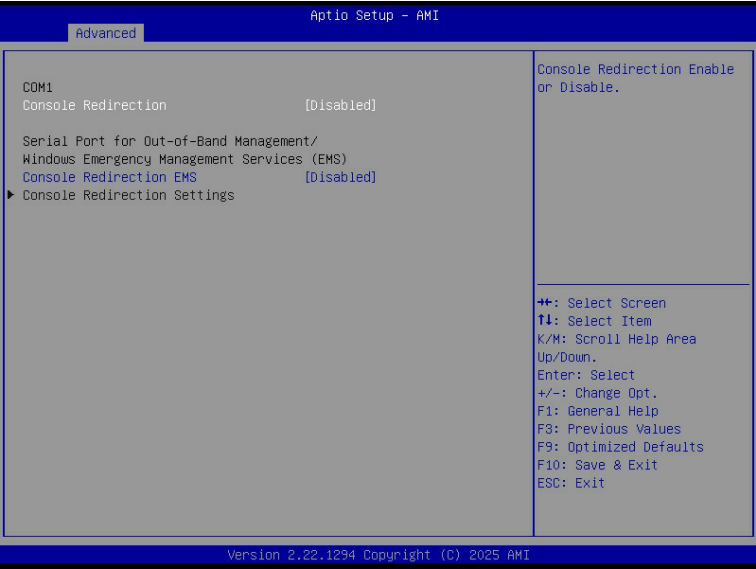 Aptio Setup – AMI
Advanced
COM1
Console Redirection [Disabled]
Serial Port for Out-of-Band Management/
Windows Emergency Management Services (EMS)
Console Redirection EMS [Disabled]
▶ Console Redirection Settings
Console Redirection Enable
or Disable.
→←: Select Screen
↑↓: Select Item
K/M: Scroll Help Area
Up/Down.
Enter: Select
+/-: Change Opt.
F1: General Help
F3: Previous Values
F9: Optimized Defaults
F10: Save & Exit
ESC: Exit
Version 2.22.1294 Copyright (C) 2025 AMI